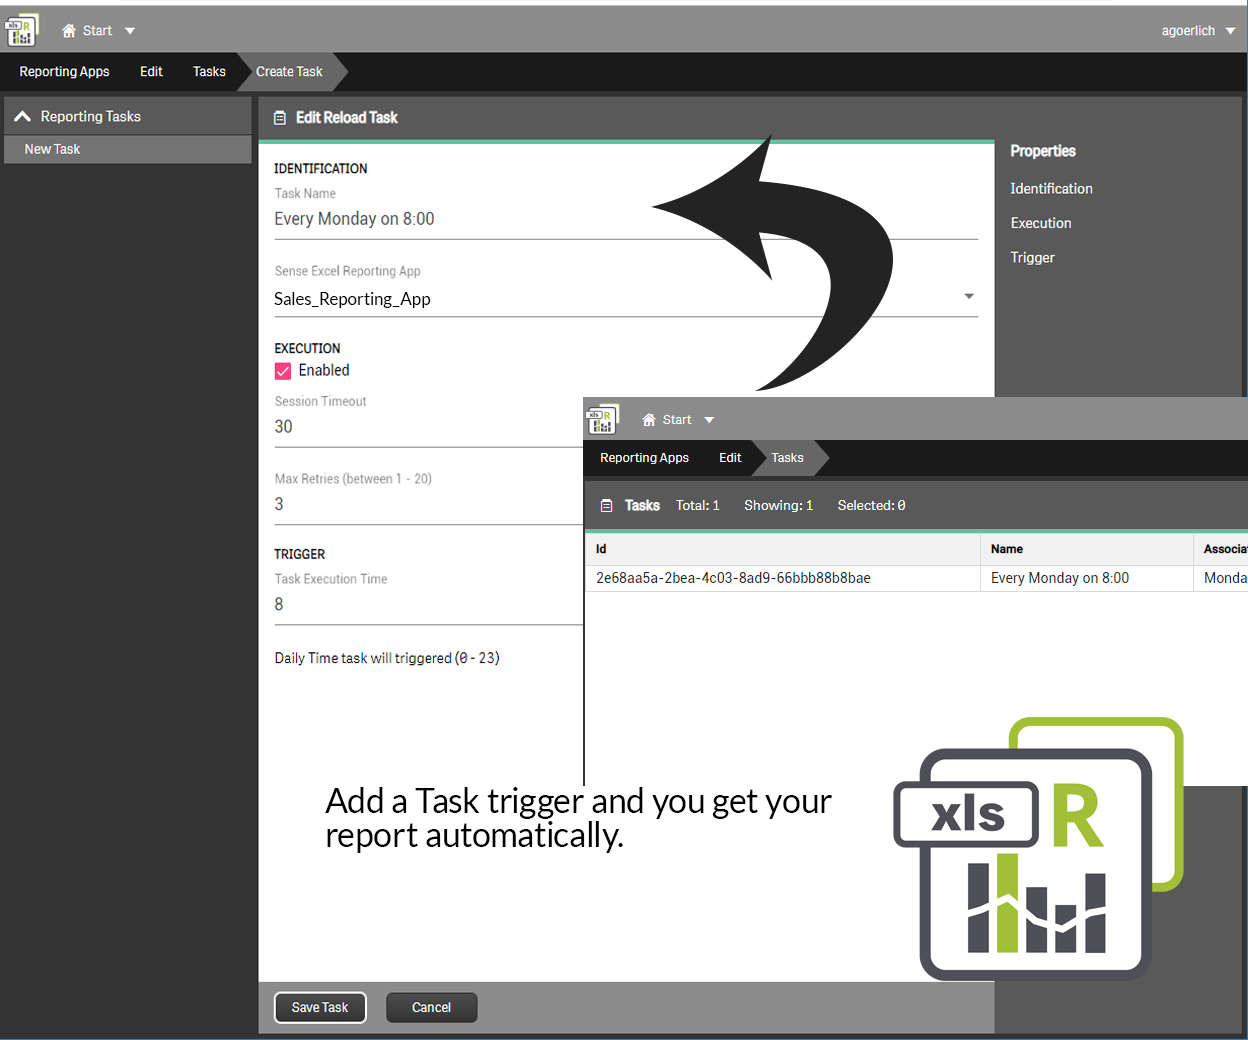 xls R
Start
agoerlich
Reporting Apps Edit Tasks Create Task
Reporting Tasks
New Task
Edit Reload Task
IDENTIFICATION
Task Name
Every Monday on 8:00
Sense Excel Reporting App
Sales_Reporting_App
EXECUTION
Enabled
Session Timeout
30
Max Retries (between 1 - 20)
3
TRIGGER
Task Execution Time
8
Daily Time task will triggered (0 - 23)
Properties
Identification
Execution
Trigger
xls R
Start
Reporting Apps Edit Tasks
Tasks Total: 1 Showing: 1 Selected: 0
Id Name Associat
2e68aa5a-2bea-4c03-8ad9-66bbb88b8bae Every Monday on 8:00 Monda
Add a Task trigger and you get your
report automatically.
xls R
Save Task Cancel